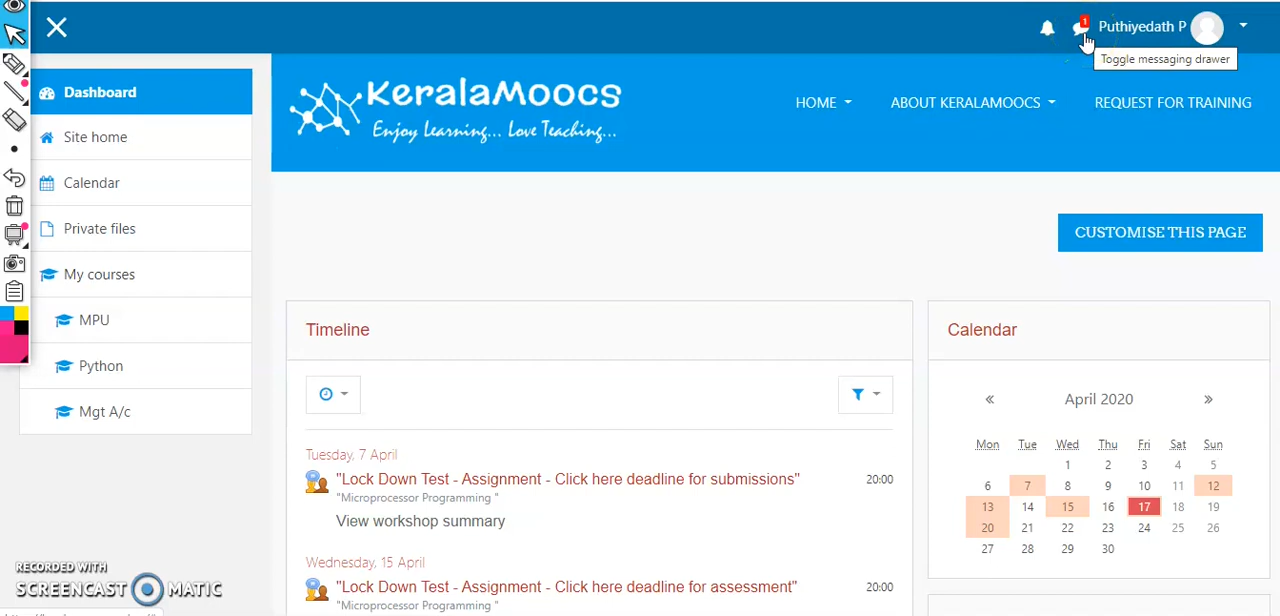 1
Puthiyedath P
Toggle messaging drawer
KeralaMoocs
Enjoy Learning... Love Teaching...
HOME
ABOUT KERALAMOOCS
REQUEST FOR TRAINING
Dashboard
Site home
Calendar
Private files
My courses
MPU
Python
Mgt A/c
CUSTOMISE THIS PAGE
Timeline
Tuesday, 7 April
"Lock Down Test - Assignment - Click here deadline for submissions" 20:00
"Microprocessor Programming "
View workshop summary
Wednesday, 15 April
"Lock Down Test - Assignment - Click here deadline for assessment" 20:00
"Microprocessor Programming "
Calendar
« April 2020 »
Mon Tue Wed Thu Fri Sat Sun
1 2 3 4 5
6 7 8 9 10 11 12
13 14 15 16 17 18 19
20 21 22 23 24 25 26
27 28 29 30
RECORDED WITH
SCREENCAST MATIC